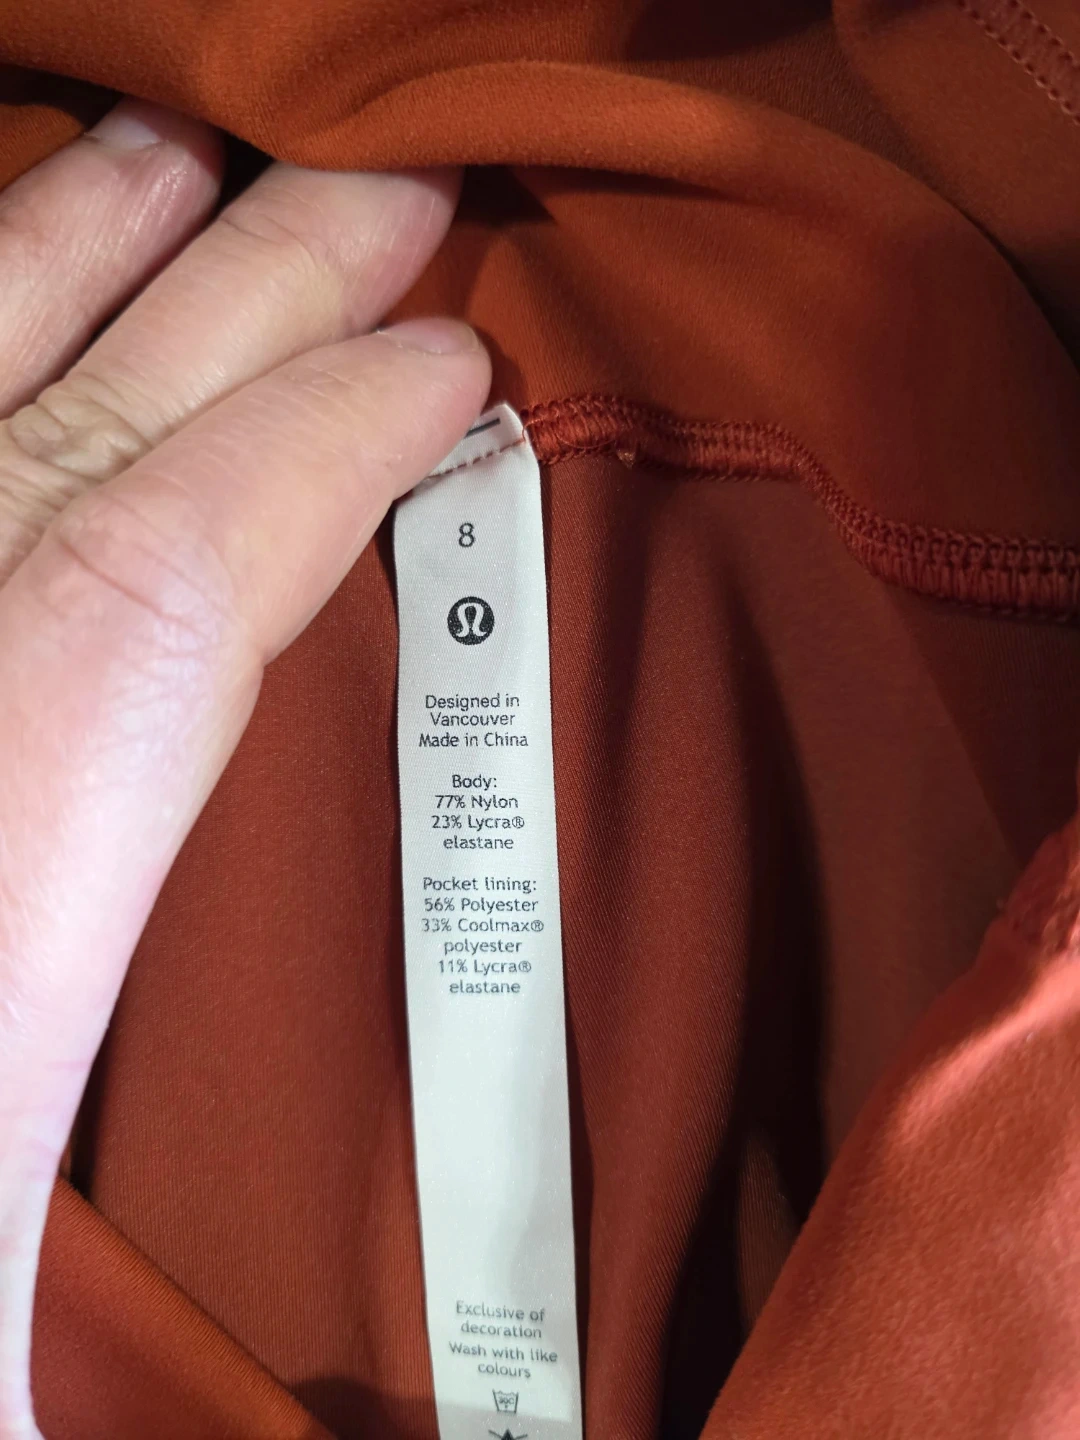 8
Designed in
Vancouver
Made in China
Body:
77% Nylon
23% Lycra®
elastane
Pocket lining:
56% Polyester
33% Coolmax®
polyester
11% Lycra®
elastane
Exclusive of
decoration
Wash with like
colours
30C